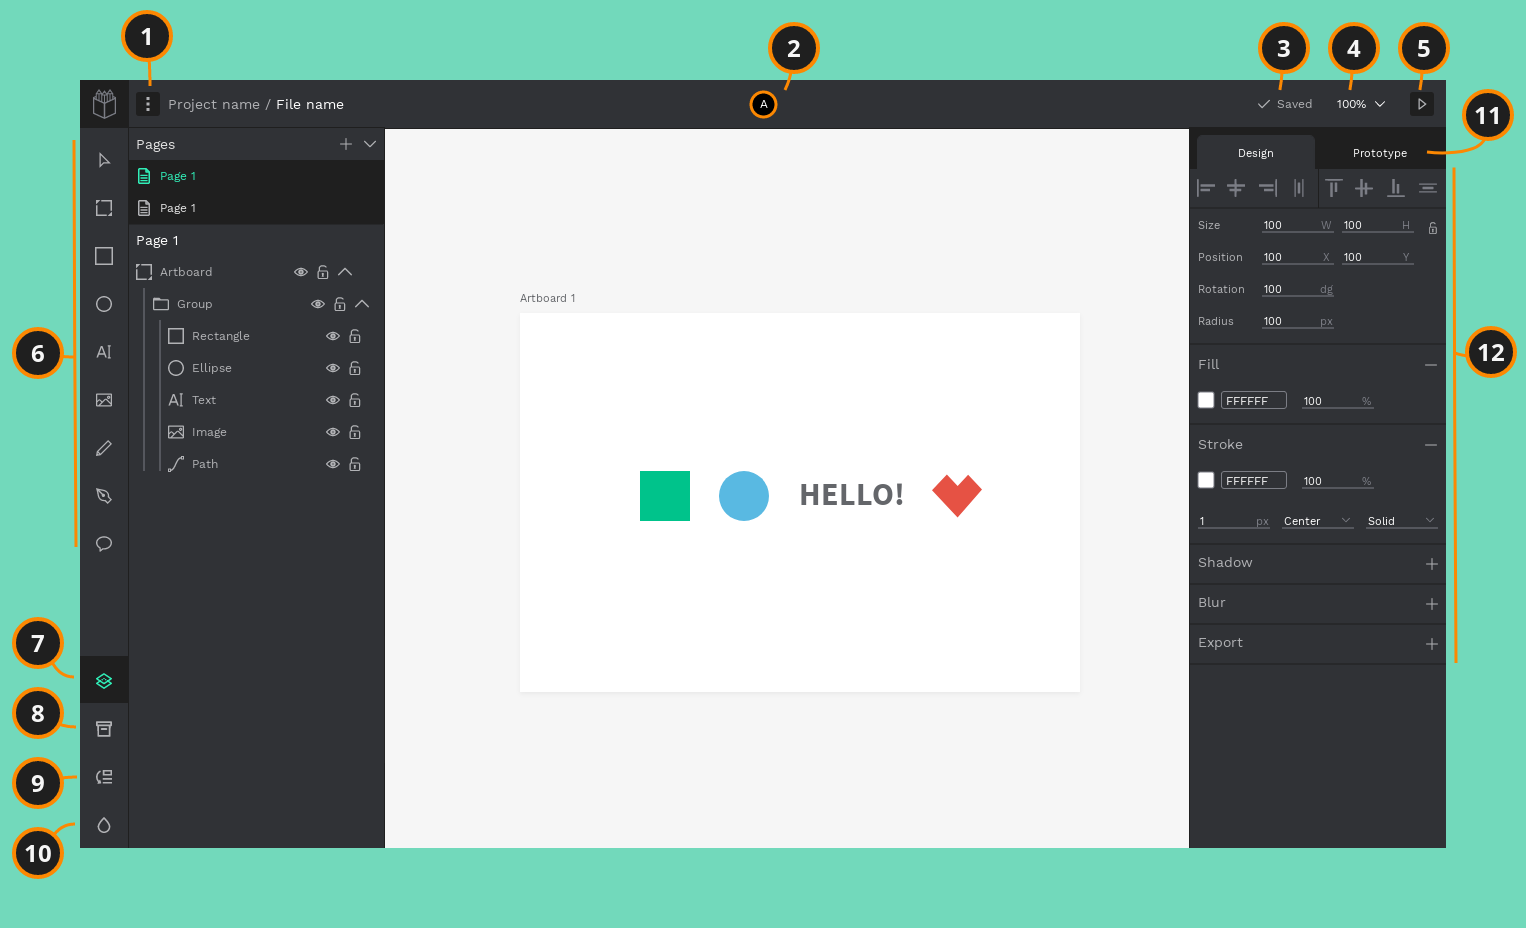 1
2
3
4
5
Project name / File name
A
Saved
100%
11
Pages
Page 1
Page 1
Page 1
Artboard
Group
Rectangle
Ellipse
AI Text
Image
Path
AI
6
7
8
9
10
Artboard 1
HELLO!
Design
Prototype
Size 100 W 100 H
Position 100 X 100 Y
Rotation 100 dg
Radius 100 px
12
Fill
FFFFFF 100 %
Stroke
FFFFFF 100 %
1 px Center Solid
Shadow
Blur
Export